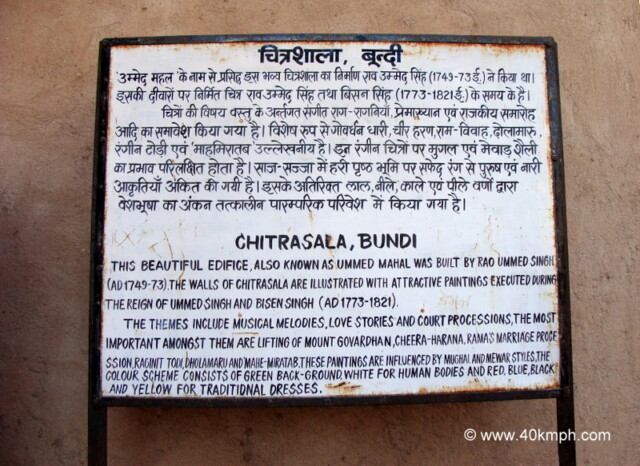 चित्रशाला, बून्दी
'उम्मेद महल' के नाम से प्रसिद्ध इस भव्य चित्रशाला का निर्माण राव उम्मेद सिंह (1749-73 ई.) ने किया था।
इसकी दीवारों पर निर्मित चित्र राव उम्मेद सिंह तथा बिसन सिंह (1773-1821 ई.) के समय के है।
चित्रों की विषय वस्तु के अर्न्तगत संगीत राग-रागनियां, प्रेमाख्यान एवं राजकीय समारोह
आदि का समावेश किया गया है। विशेष रुप से गोवर्धन धारी, चीर हरण, राम-विवाह, ढोलामारु,
रंगीन टोड़ी एवं 'माहमिरातब' उल्लेखनीय है। इन रंगीन चित्रों पर मुगल एवं मेवाड़ शैली
का प्रभाव परिलक्षित होता है। साज-सज्जा में हरी पृष्ठ भूमि पर सफेद रंग से पुरुष एवं नारी
आकृतियाँ अंकित की गयी है। इसके अतिरिक्त लाल, नीले, काले एवं पीले वर्णो द्वारा
वेशभूषा का अंकन तत्कालीन पारम्परिक परिवेश में किया गया है।
CHITRASALA, BUNDI
THIS BEAUTIFUL EDIFICE, ALSO KNOWN AS UMMED MAHAL WAS BUILT BY RAO UMMED SINGH
(AD 1749-73). THE WALLS OF CHITRASALA ARE ILLUSTRATED WITH ATTRACTIVE PAINTINGS EXECUTED DURING
THE REIGN OF UMMED SINGH AND BISEN SINGH (AD 1773-1821).
THE THEMES INCLUDE MUSICAL MELODIES, LOVE STORIES AND COURT PROCESSIONS, THE MOST
IMPORTANT AMONGST THEM ARE LIFTING OF MOUNT GOVARDHAN, CHEERA-HARANA, RAMA'S MARRIAGE PROCE
SSION, RAGINIT TODI, DHOLAMARU AND MAHE-MIRATAB. THESE PAINTINGS ARE INFLUENCED BY MUGHAL AND MEWAR STYLES. THE
COLOUR SCHEME CONSISTS OF GREEN BACK-GROUND, WHITE FOR HUMAN BODIES AND RED, BLUE, BLACK
AND YELLOW FOR TRADITIONAL DRESSES.
© www.40kmph.com